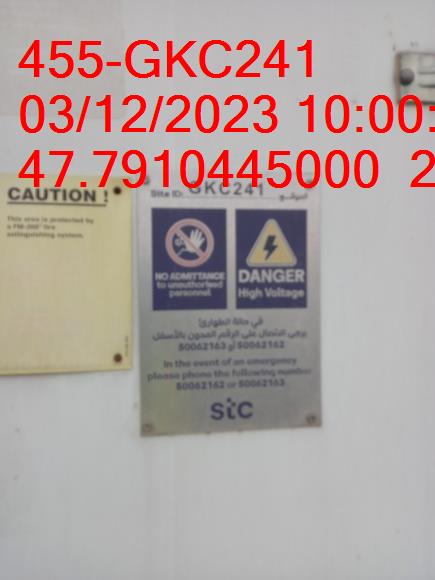 455-GKC241
03/12/2023 10:00:
47.7910445000 2
CAUTION !
This area is protected by
a FM-200 fire
extinguishing system.
Site ID: GKC241 الموقع
NO ADMITTANCE
to unauthorised
personnel
DANGER
High Voltage
في حالة الطوارئ
يرجى الاتصال على الرقم المدون بالأسفل
50062163 أو 50062162
In the event of an emergency
please phone the following number
50062162 or 50062163
stc